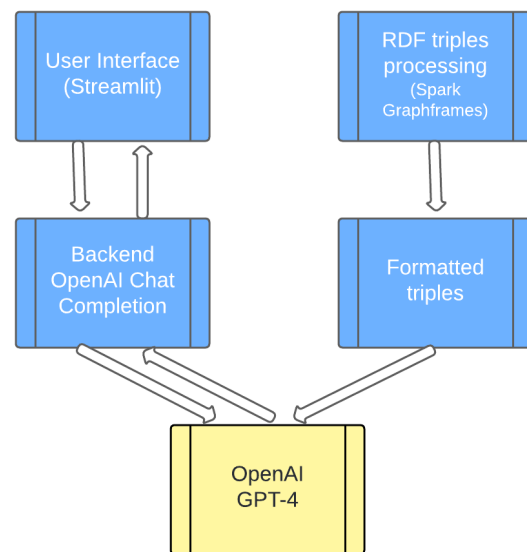 User Interface
(Streamlit)
RDF triples
processing
(Spark
Graphframes)
Backend
OpenAI Chat
Completion
Formatted
triples
OpenAI
GPT-4